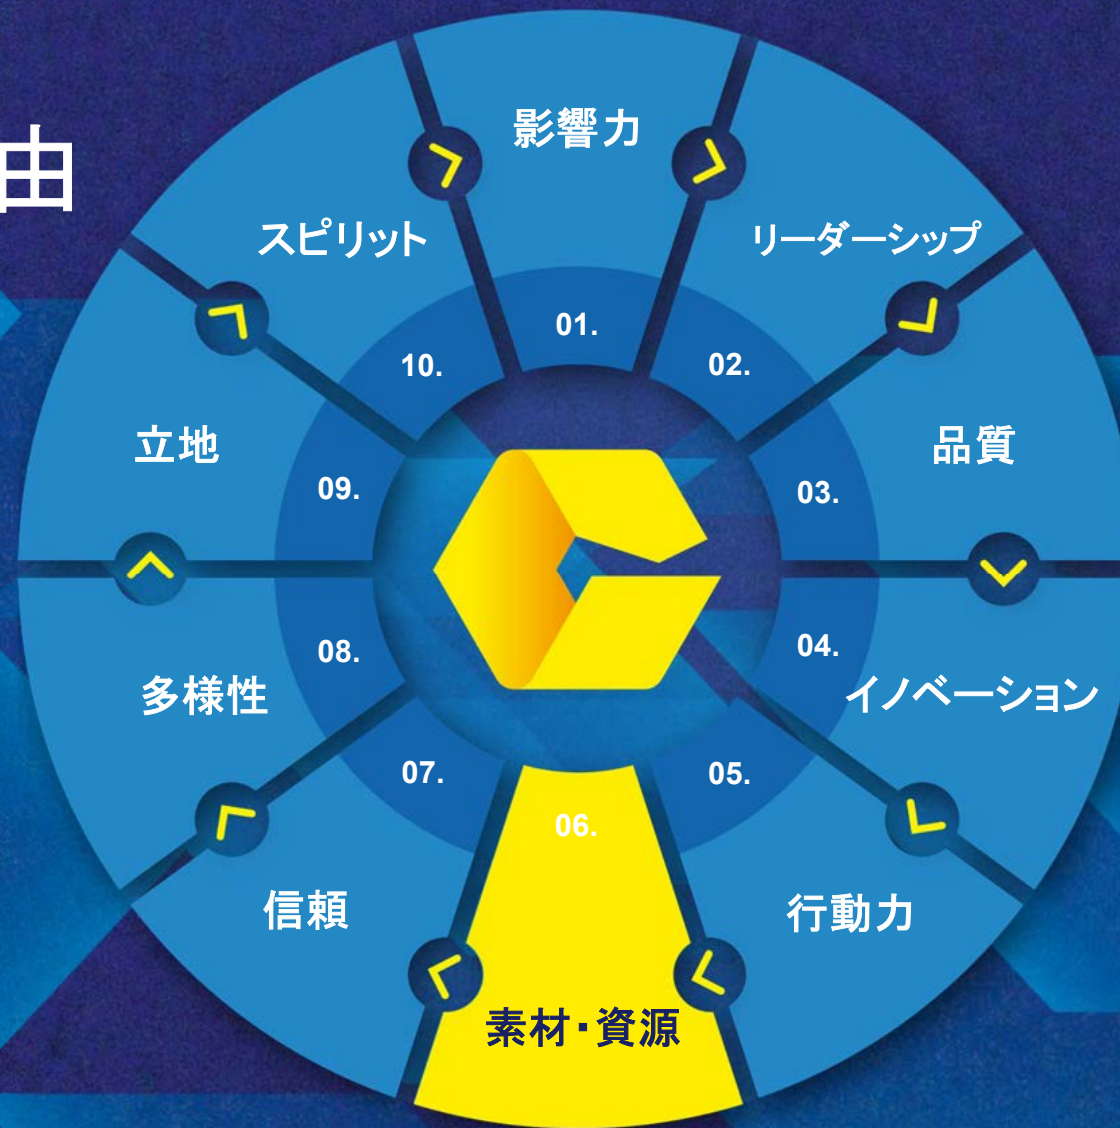 由
01.
影響力
02.
リーダーシップ
03.
品質
04.
イノベーション
05.
行動力
06.
素材・資源
07.
信頼
08.
多様性
09.
立地
10.
スピリット